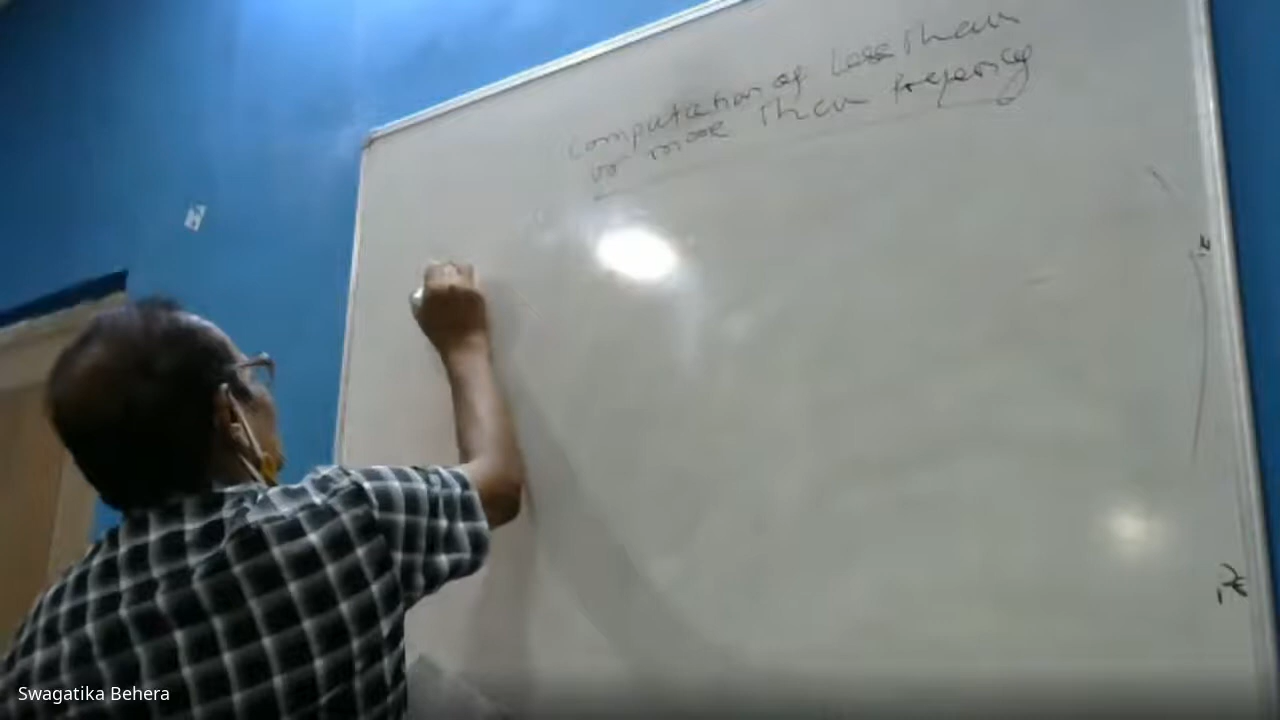 Computation of Less Than
or more Than frequency
Swagatika Behera